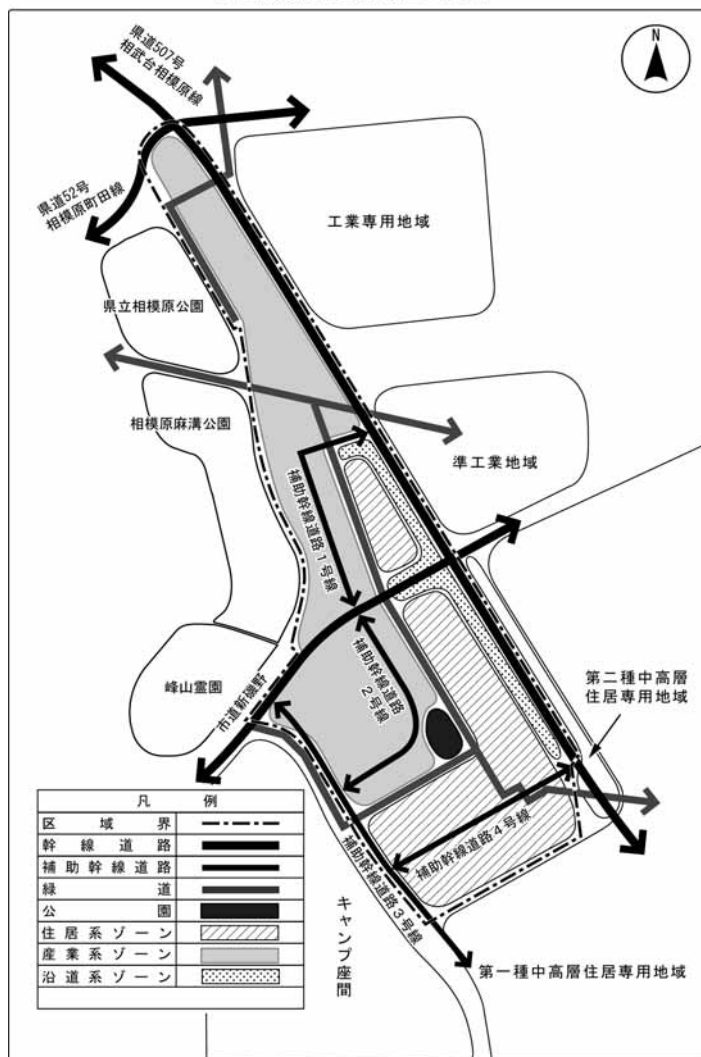 県道507号
相武台相模原線
N
県道52号
相模原町田線
工業専用地域
県立相模原公園
相模原麻溝公園
準工業地域
補助幹線道路1号線
補助幹線道路
2号線
峰山霊園
市道新磯野
第二種中高層
住居専用地域
補助幹線道路4号線
補助幹線道路3号線
キャンプ座間
第一種中高層住居専用地域
凡例
区域界
幹線道路
補助幹線道路
緑道
公園
住居系ゾーン
産業系ゾーン
沿道系ゾーン